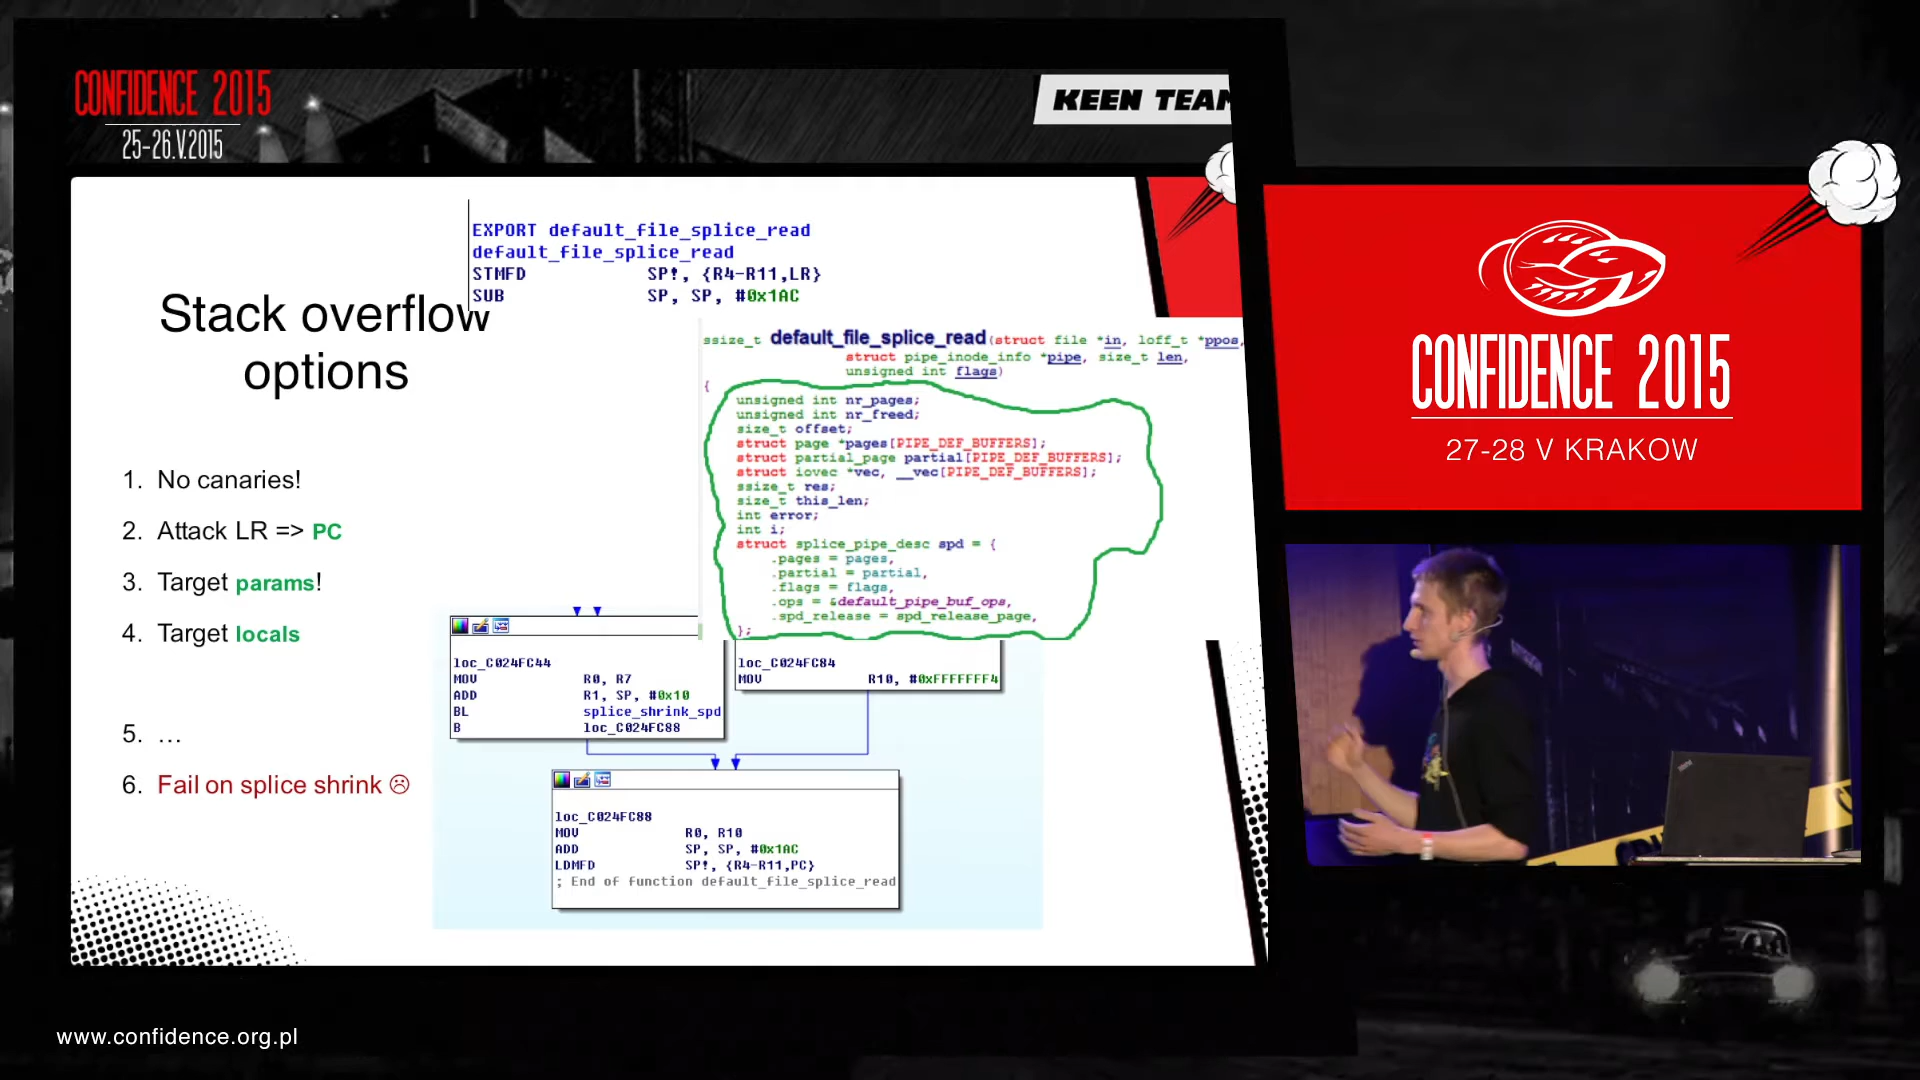 CONFIDENCE 2015
25-26.V.2015
KEEN TEAM
Stack overflow
options
1. No canaries!
2. Attack LR => PC
3. Target params!
4. Target locals
5. …
6. Fail on splice shrink ☹
EXPORT default_file_splice_read
default_file_splice_read
STMFD SP!, {R4-R11,LR}
SUB SP, SP, #0x1AC
ssize_t default_file_splice_read(struct file *in, loff_t *ppos,
struct pipe_inode_info *pipe, size_t len,
unsigned int flags)
{
unsigned int nr_pages;
unsigned int nr_freed;
size_t offset;
struct page *pages[PIPE_DEF_BUFFERS];
struct partial_page partial[PIPE_DEF_BUFFERS];
struct iovec *vec, __vec[PIPE_DEF_BUFFERS];
ssize_t res;
size_t this_len;
int error;
int i;
struct splice_pipe_desc spd = {
.pages = pages,
.partial = partial,
.flags = flags,
.ops = &default_pipe_buf_ops,
.spd_release = spd_release_page,
};
loc_C024FC44
MOV R0, R7
ADD R1, SP, #0x10
BL splice_shrink_spd
B loc_C024FC88
loc_C024FC84
MOV R10, #0xFFFFFFF4
loc_C024FC88
MOV R0, R10
ADD SP, SP, #0x1AC
LDMFD SP!, {R4-R11,PC}
; End of function default_file_splice_read
CONFIDENCE 2015
27-28 V KRAKOW
www.confidence.org.pl